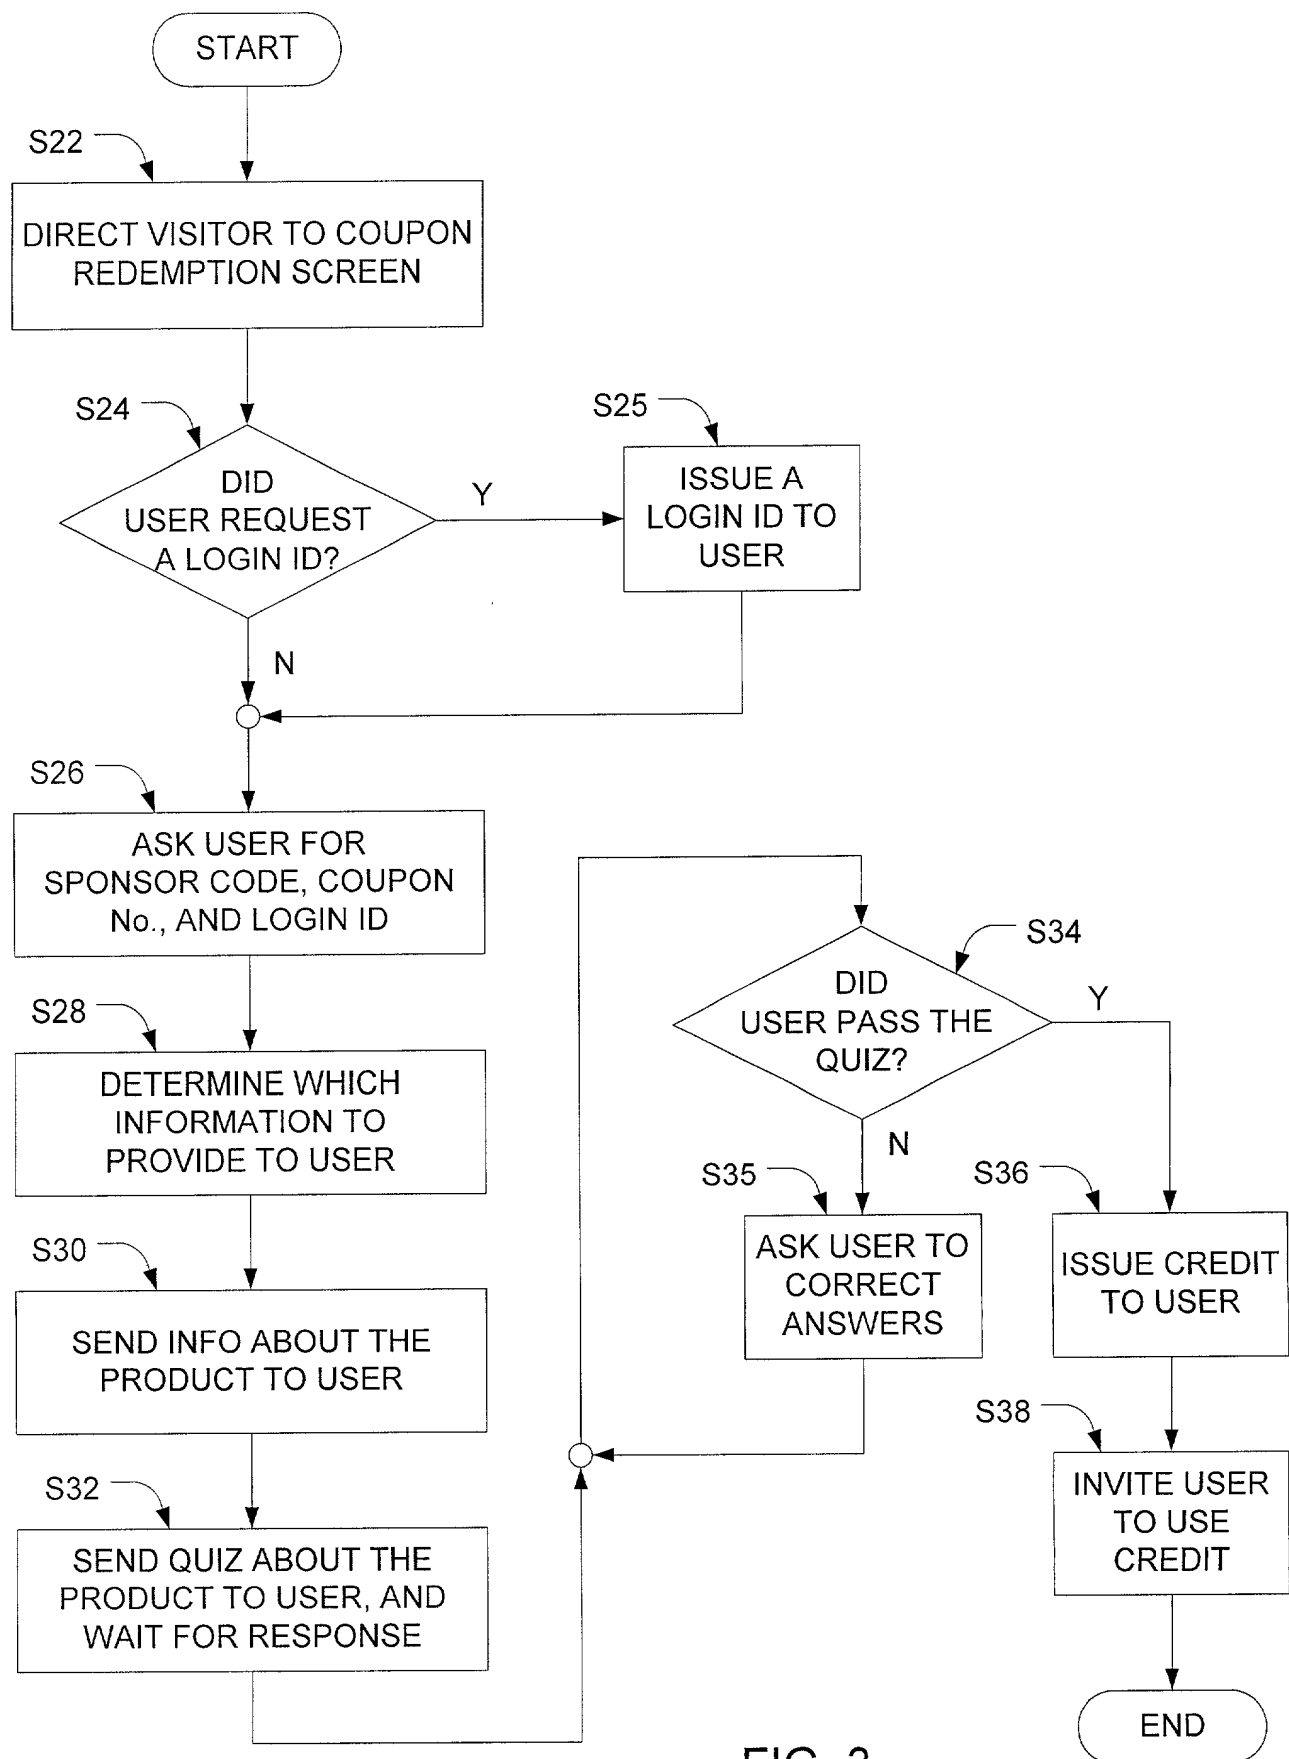 START
S22
DIRECT VISITOR TO COUPON
REDEMPTION SCREEN
S24
DID
USER REQUEST
A LOGIN ID?
Y
N
S25
ISSUE A
LOGIN ID TO
USER
S26
ASK USER FOR
SPONSOR CODE, COUPON
No., AND LOGIN ID
S28
DETERMINE WHICH
INFORMATION TO
PROVIDE TO USER
S30
SEND INFO ABOUT THE
PRODUCT TO USER
S32
SEND QUIZ ABOUT THE
PRODUCT TO USER, AND
WAIT FOR RESPONSE
S34
DID
USER PASS THE
QUIZ?
Y
N
S35
ASK USER TO
CORRECT
ANSWERS
S36
ISSUE CREDIT
TO USER
S38
INVITE USER
TO USE
CREDIT
END